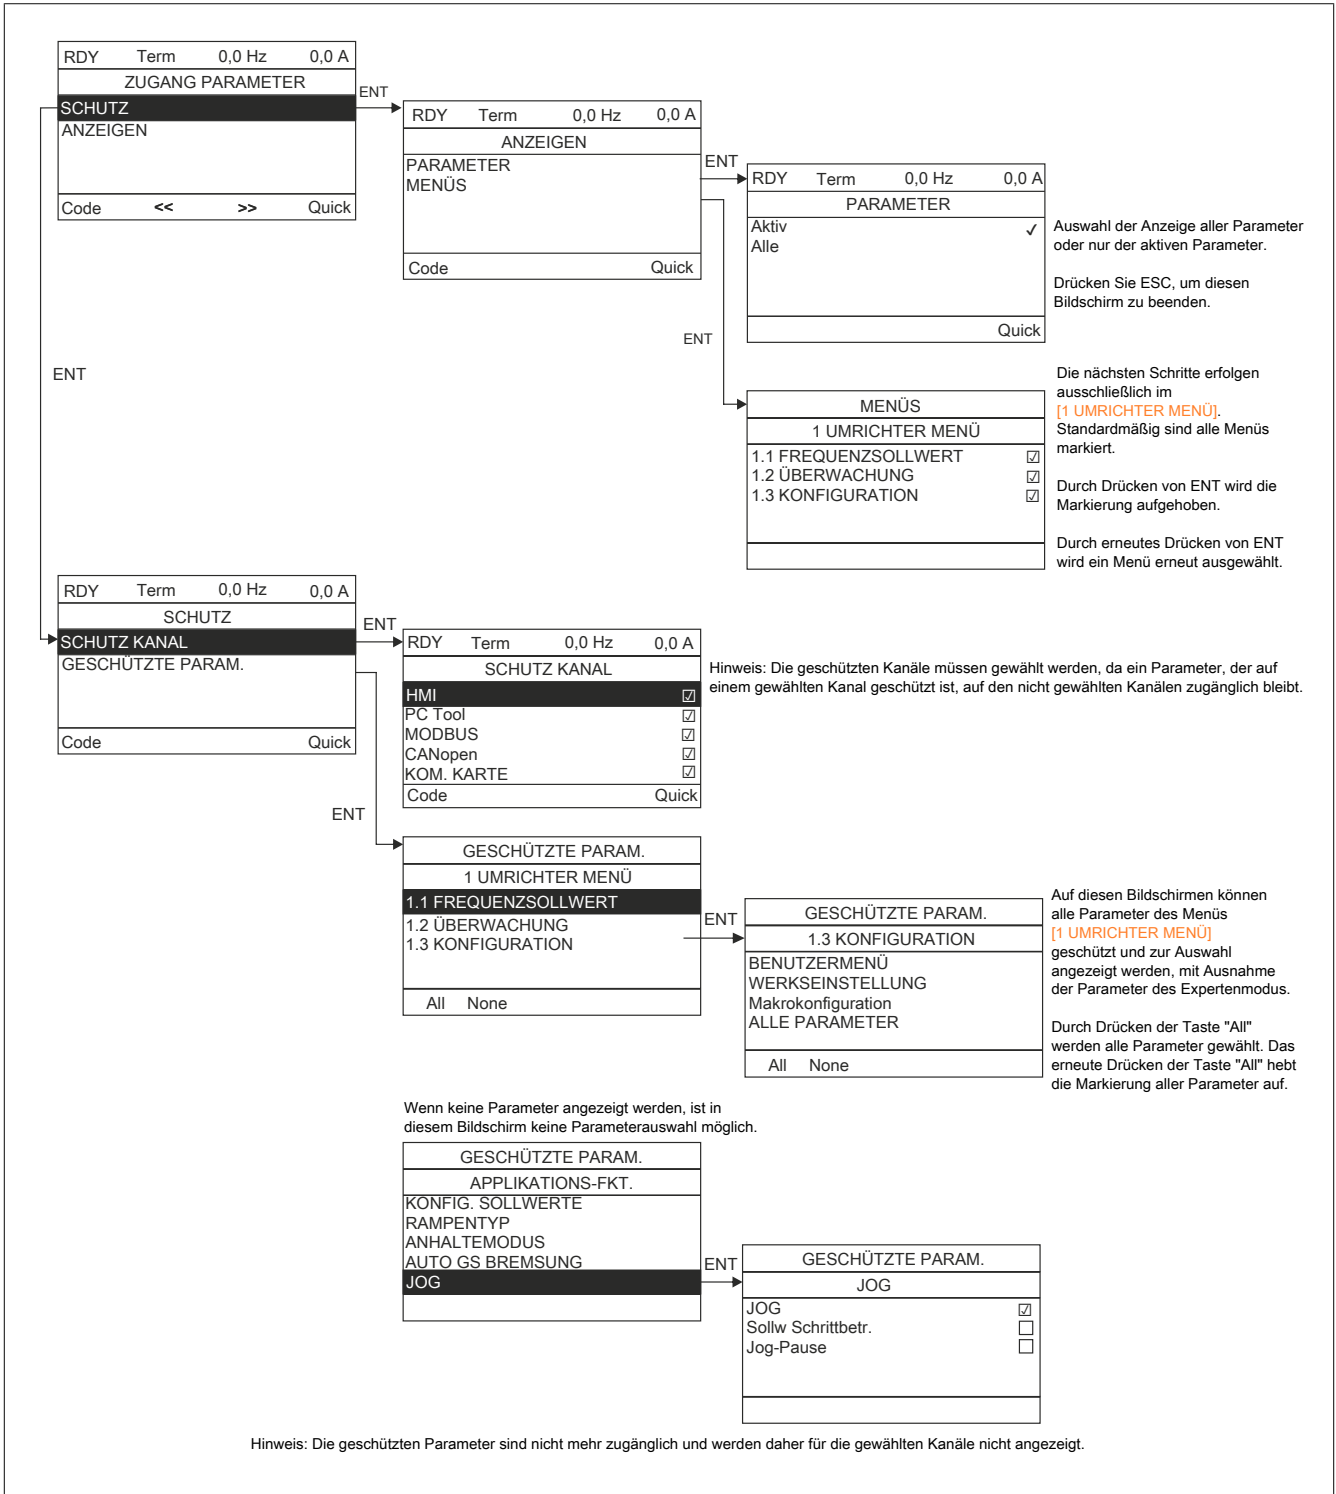 RDY Term 0,0 Hz 0,0 A
ZUGANG PARAMETER
SCHUTZ
ANZEIGEN
Code << >> Quick
ENT
RDY Term 0,0 Hz 0,0 A
ANZEIGEN
PARAMETER
MENÜS
Code Quick
ENT
RDY Term 0,0 Hz 0,0 A
PARAMETER
Aktiv ✓
Alle
Quick
Auswahl der Anzeige aller Parameter
oder nur der aktiven Parameter.
Drücken Sie ESC, um diesen
Bildschirm zu beenden.
ENT
ENT
MENÜS
1 UMRICHTER MENÜ
1.1 FREQUENZSOLLWERT ☑
1.2 ÜBERWACHUNG ☑
1.3 KONFIGURATION ☑
Die nächsten Schritte erfolgen
ausschließlich im
[1 UMRICHTER MENÜ].
Standardmäßig sind alle Menüs
markiert.
Durch Drücken von ENT wird die
Markierung aufgehoben.
Durch erneutes Drücken von ENT
wird ein Menü erneut ausgewählt.
RDY Term 0,0 Hz 0,0 A
SCHUTZ
SCHUTZ KANAL
GESCHÜTZTE PARAM.
Code Quick
ENT
RDY Term 0,0 Hz 0,0 A
SCHUTZ KANAL
HMI ☑
PC Tool ☑
MODBUS ☑
CANopen ☑
KOM. KARTE ☑
Code Quick
Hinweis: Die geschützten Kanäle müssen gewählt werden, da ein Parameter, der auf
einem gewählten Kanal geschützt ist, auf den nicht gewählten Kanälen zugänglich bleibt.
ENT
GESCHÜTZTE PARAM.
1 UMRICHTER MENÜ
1.1 FREQUENZSOLLWERT
1.2 ÜBERWACHUNG
1.3 KONFIGURATION
All None
ENT
GESCHÜTZTE PARAM.
1.3 KONFIGURATION
BENUTZERMENÜ
WERKSEINSTELLUNG
Makrokonfiguration
ALLE PARAMETER
All None
Auf diesen Bildschirmen können
alle Parameter des Menüs
[1 UMRICHTER MENÜ]
geschützt und zur Auswahl
angezeigt werden, mit Ausnahme
der Parameter des Expertenmodus.
Durch Drücken der Taste "All"
werden alle Parameter gewählt. Das
erneute Drücken der Taste "All" hebt
die Markierung aller Parameter auf.
Wenn keine Parameter angezeigt werden, ist in
diesem Bildschirm keine Parameterauswahl möglich.
GESCHÜTZTE PARAM.
APPLIKATIONS-FKT.
KONFIG. SOLLWERTE
RAMPENTYP
ANHALTEMODUS
AUTO GS BREMSUNG
JOG
ENT
GESCHÜTZTE PARAM.
JOG
JOG ☑
Sollw Schrittbetr. ☐
Jog-Pause ☐
Hinweis: Die geschützten Parameter sind nicht mehr zugänglich und werden daher für die gewählten Kanäle nicht angezeigt.